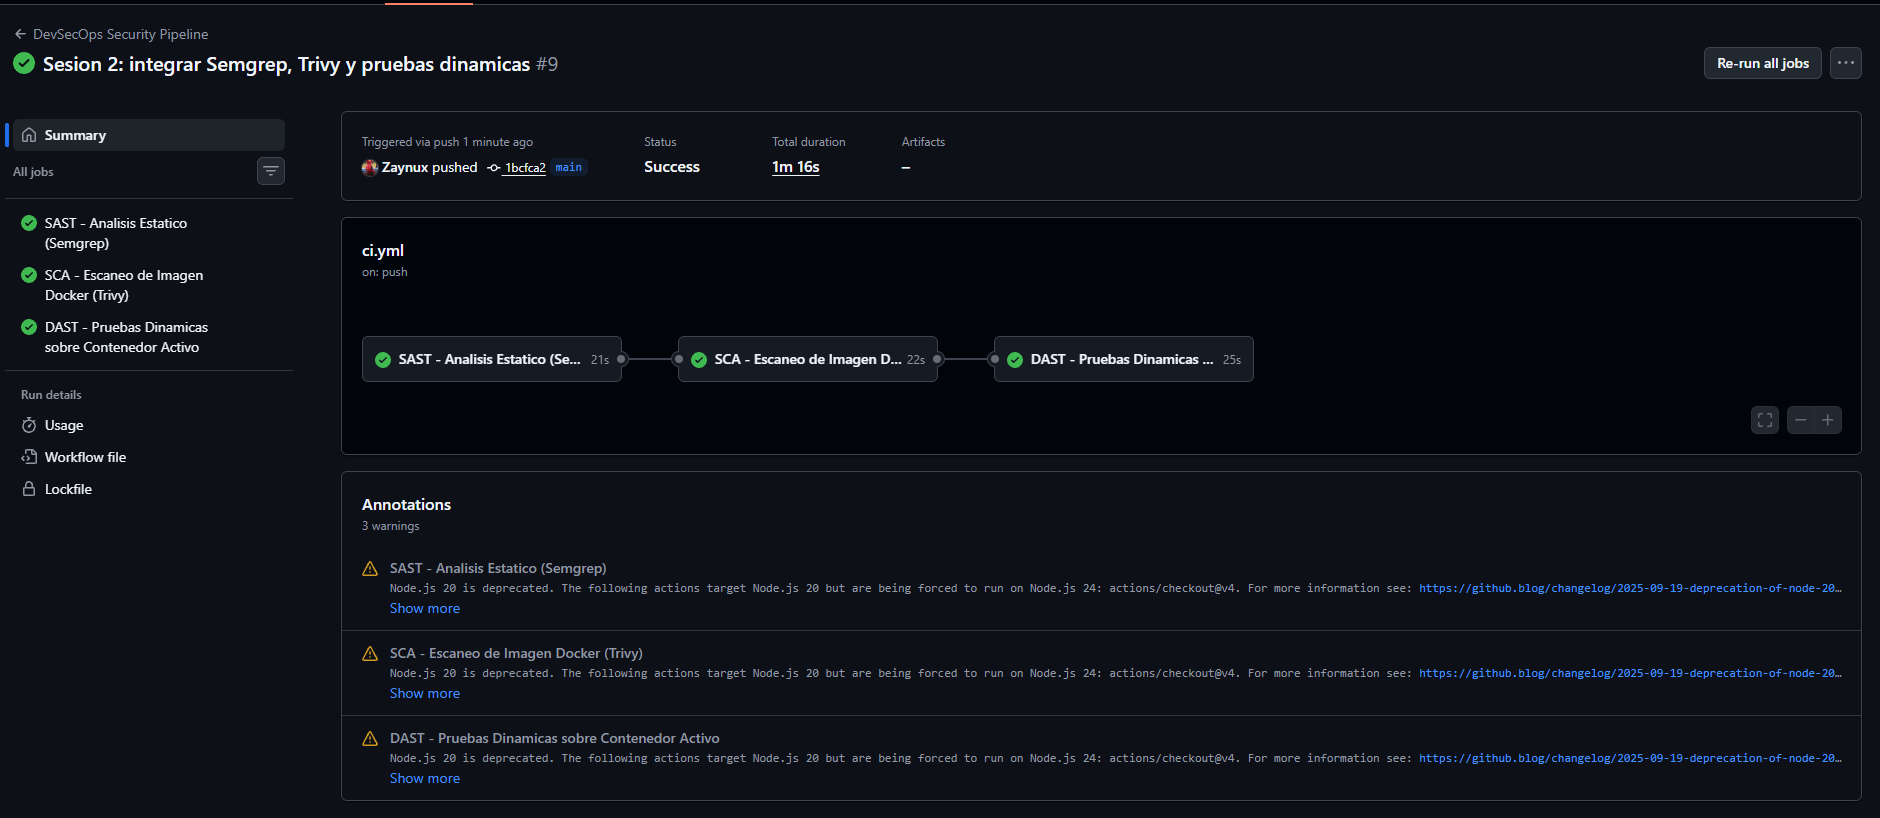 DevSecOps Security Pipeline
Sesion 2: integrar Semgrep, Trivy y pruebas dinamicas #9
Re-run all jobs
Summary
All jobs
SAST - Analisis Estatico
(Semgrep)
SCA - Escaneo de Imagen
Docker (Trivy)
DAST - Pruebas Dinamicas
sobre Contenedor Activo
Run details
Usage
Workflow file
Lockfile
Triggered via push 1 minute ago
Zaynux pushed 1bcfca2 main
Status
Success
Total duration
1m 16s
Artifacts
–
ci.yml
on: push
SAST - Analisis Estatico (Se... 21s
SCA - Escaneo de Imagen D... 22s
DAST - Pruebas Dinamicas ... 25s
Annotations
3 warnings
SAST - Analisis Estatico (Semgrep)
Node.js 20 is deprecated. The following actions target Node.js 20 but are being forced to run on Node.js 24: actions/checkout@v4. For more information see: https://github.blog/changelog/2025-09-19-deprecation-of-node-20…
Show more
SCA - Escaneo de Imagen Docker (Trivy)
Node.js 20 is deprecated. The following actions target Node.js 20 but are being forced to run on Node.js 24: actions/checkout@v4. For more information see: https://github.blog/changelog/2025-09-19-deprecation-of-node-20…
Show more
DAST - Pruebas Dinamicas sobre Contenedor Activo
Node.js 20 is deprecated. The following actions target Node.js 20 but are being forced to run on Node.js 24: actions/checkout@v4. For more information see: https://github.blog/changelog/2025-09-19-deprecation-of-node-20…
Show more